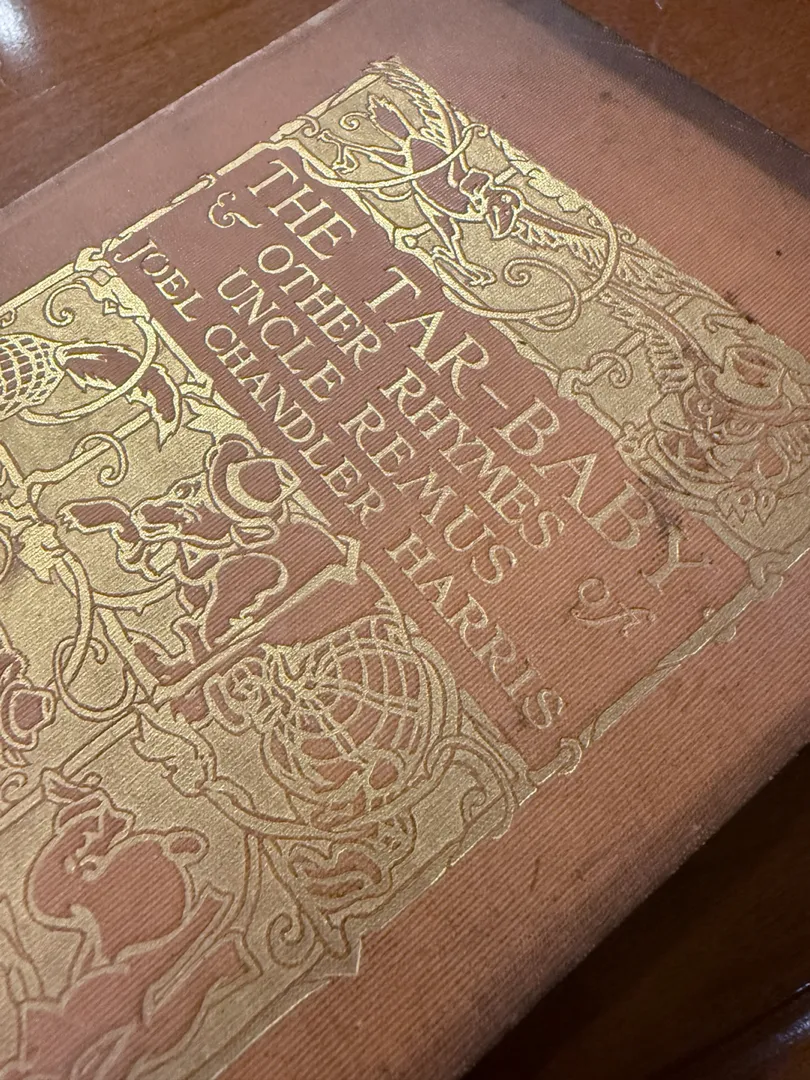 THE TAR-BABY
& OTHER RHYMES of
UNCLE REMUS
JOEL CHANDLER HARRIS